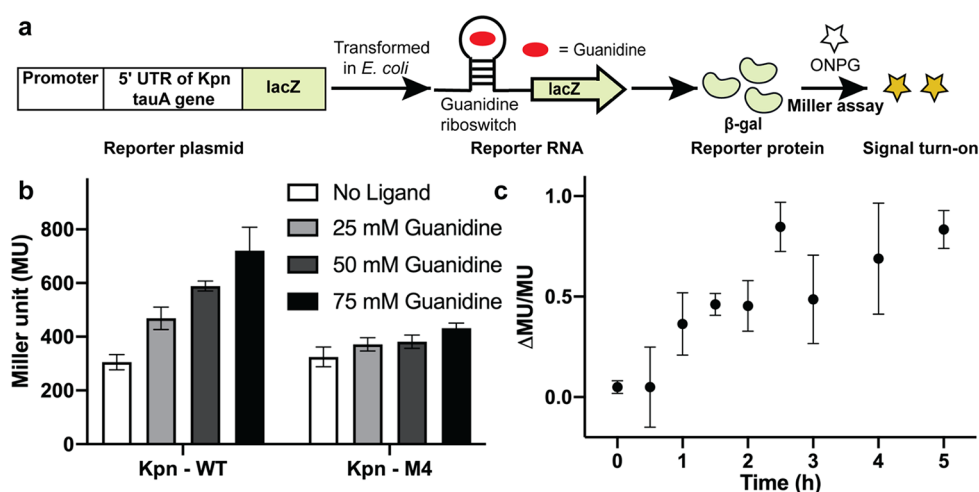 a
Promoter
5' UTR of Kpn
tauA gene
lacZ
Reporter plasmid
Transformed
in E. coli
= Guanidine
Guanidine
riboswitch
lacZ
Reporter RNA
β-gal
Reporter protein
ONPG
Miller assay
Signal turn-on
b
Miller unit (MU)
800
600
400
200
0
No Ligand
25 mM Guanidine
50 mM Guanidine
75 mM Guanidine
Kpn - WT
Kpn - M4
c
ΔMU/MU
1.0
0.5
0.0
0 1 2 3 4 5
Time (h)